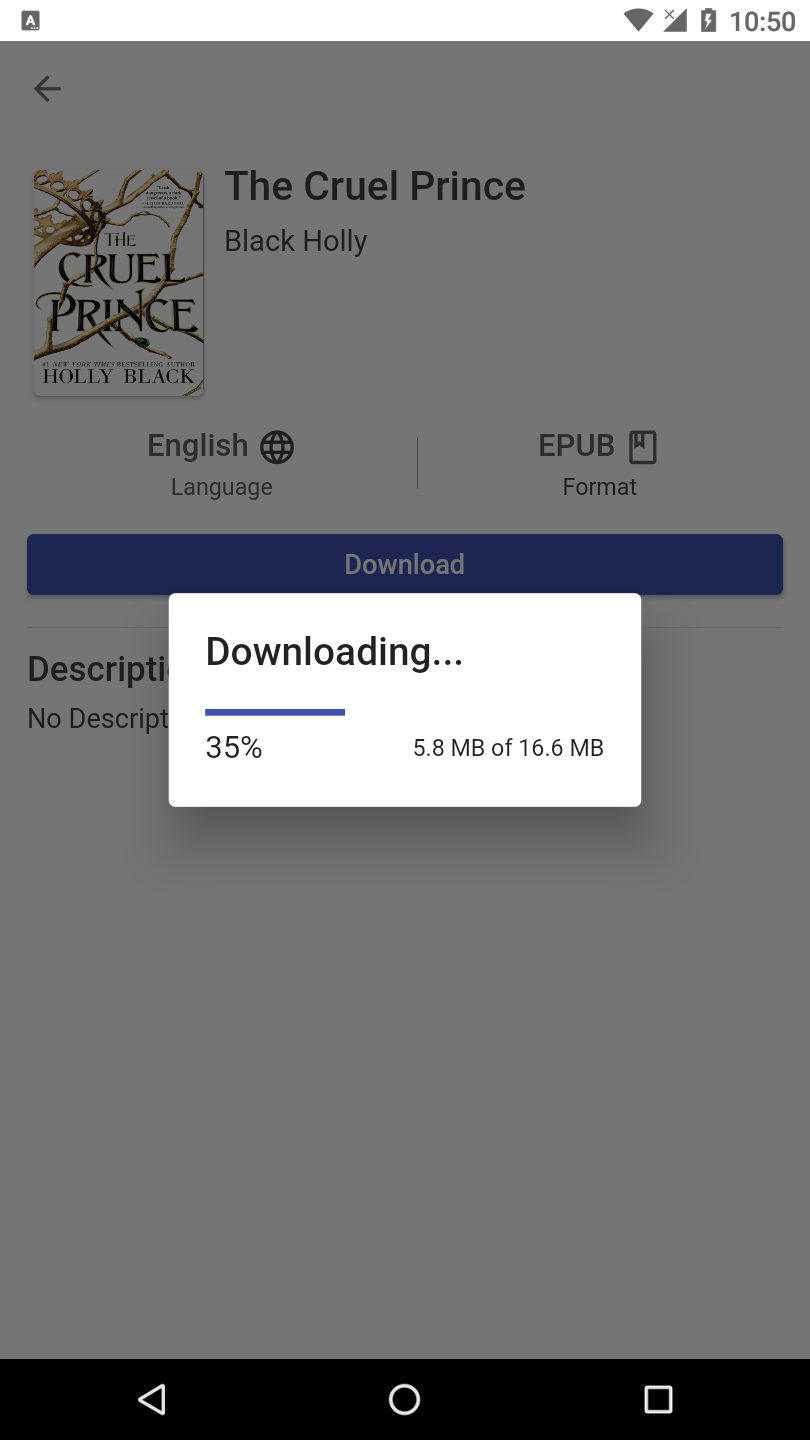 10:50
The Cruel Prince
Black Holly
THE
CRUEL
PRINCE
#1 NEW YORK TIMES BESTSELLING AUTHOR
HOLLY BLACK
English
Language
EPUB
Format
Download
Downloading...
35%
5.8 MB of 16.6 MB
Descripti
No Descript